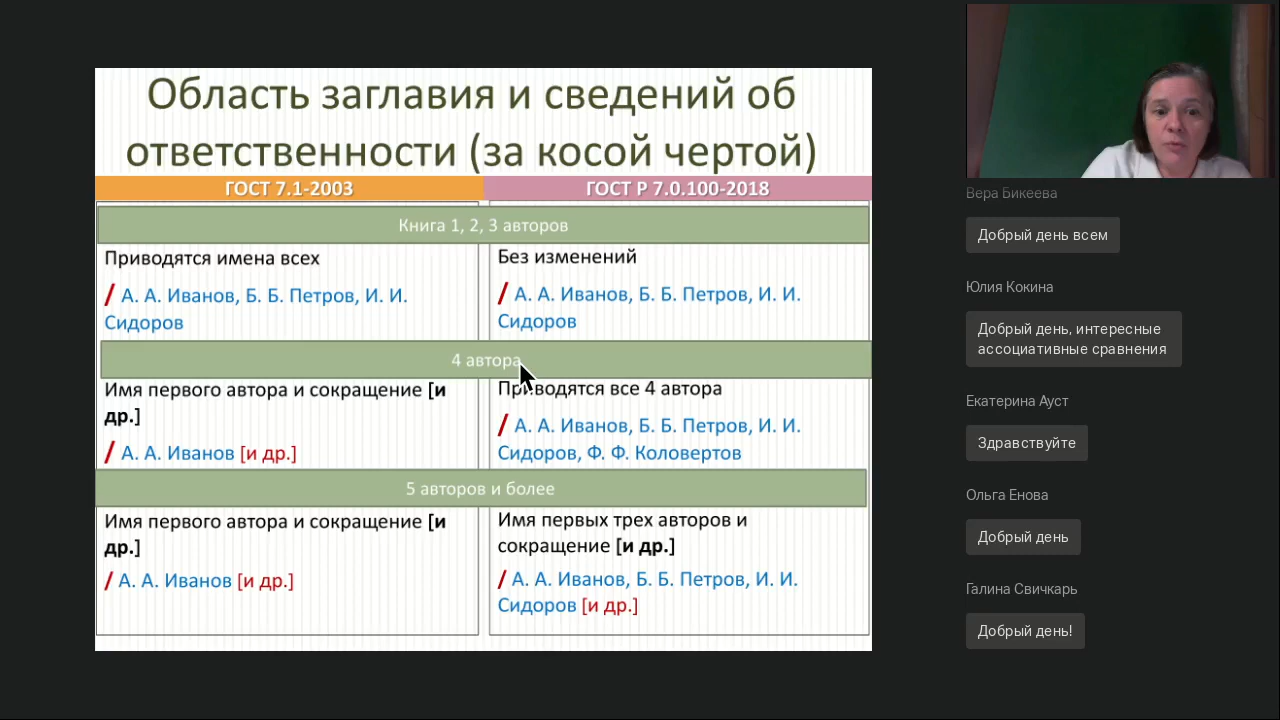 Область заглавия и сведений об
ответственности (за косой чертой)
ГОСТ 7.1-2003
ГОСТ Р 7.0.100-2018
Книга 1, 2, 3 авторов
Приводятся имена всех
/ А. А. Иванов, Б. Б. Петров, И. И.
Сидоров
Без изменений
/ А. А. Иванов, Б. Б. Петров, И. И.
Сидоров
4 автора
Имя первого автора и сокращение [и
др.]
/ А. А. Иванов [и др.]
Приводятся все 4 автора
/ А. А. Иванов, Б. Б. Петров, И. И.
Сидоров, Ф. Ф. Коловертов
5 авторов и более
Имя первого автора и сокращение [и
др.]
/ А. А. Иванов [и др.]
Имя первых трех авторов и
сокращение [и др.]
/ А. А. Иванов, Б. Б. Петров, И. И.
Сидоров [и др.]
Вера Бикеева
Добрый день всем
Юлия Кокина
Добрый день, интересные
ассоциативные сравнения
Екатерина Ауст
Здравствуйте
Ольга Енова
Добрый день
Галина Свичкарь
Добрый день!